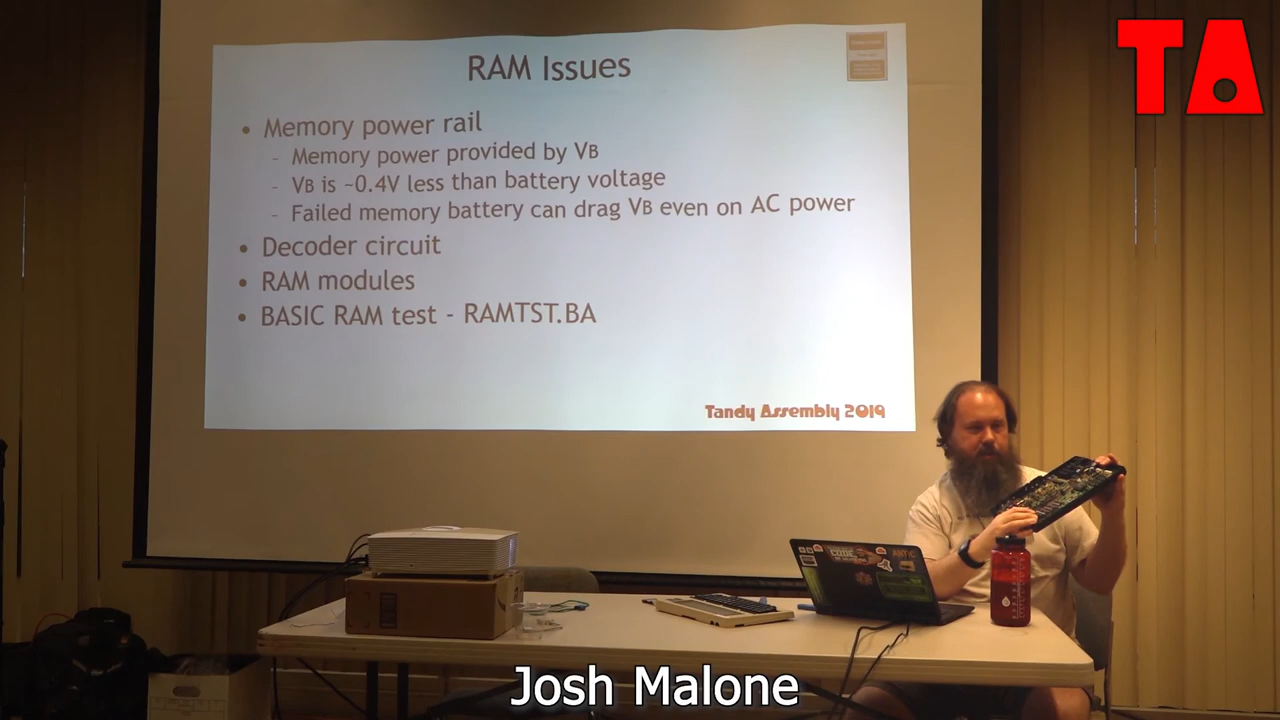 TA
RAM Issues
• Memory power rail
- Memory power provided by VB
- VB is ~0.4V less than battery voltage
- Failed memory battery can drag VB even on AC power
• Decoder circuit
• RAM modules
• BASIC RAM test - RAMTST.BA
Tandy Assembly 2019
CODE
ANTIC
Josh Malone